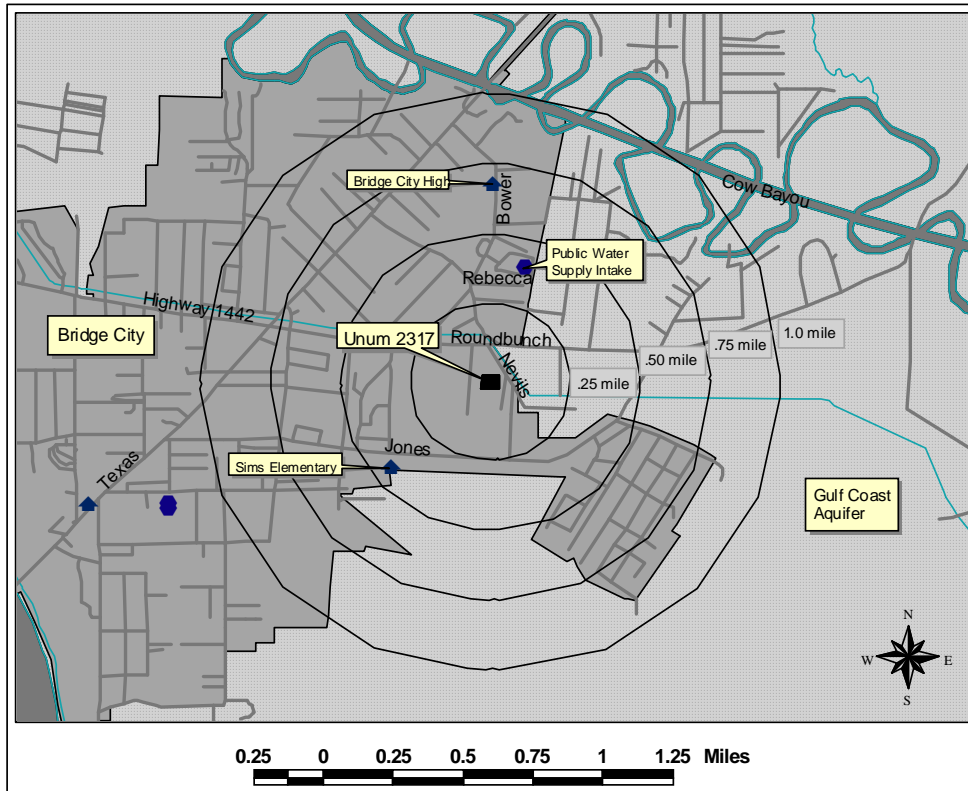 Cow Bayou
Bridge City High
Bower
Public Water
Supply Intake
Rebecca
Highway 1442
Bridge City
Unum 2317
Roundbunch
Nevils
.25 mile
.50 mile
.75 mile
1.0 mile
Jones
Sims Elementary
Texas
Gulf Coast
Aquifer
N
W
E
S
0.25 0 0.25 0.5 0.75 1 1.25 Miles